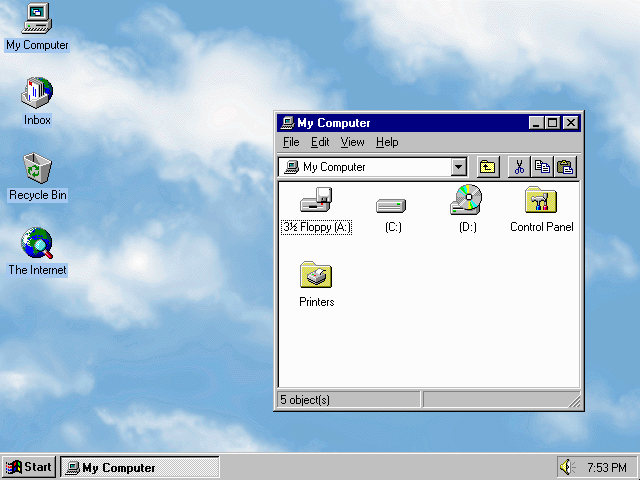 My Computer
Inbox
Recycle Bin
The Internet
My Computer
File Edit View Help
My Computer
3½ Floppy (A:) (C:) (D:) Control Panel
Printers
5 object(s)
Start My Computer 7:53 PM